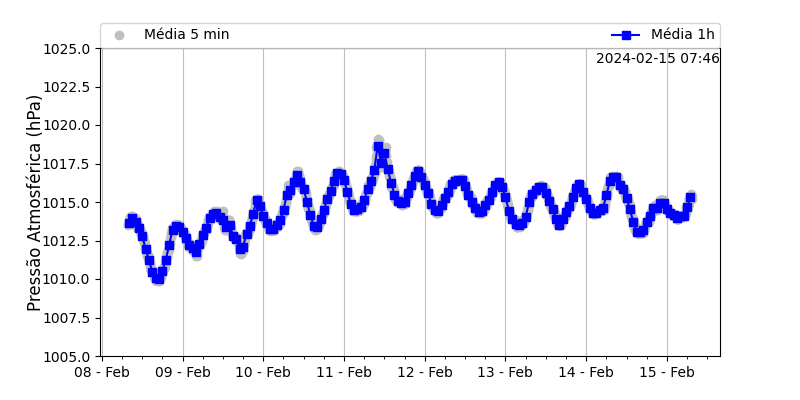 Média 5 min
Média 1h
2024-02-15 07:46
Pressão Atmosférica (hPa)
1025.0
1022.5
1020.0
1017.5
1015.0
1012.5
1010.0
1007.5
1005.0
08 - Feb
09 - Feb
10 - Feb
11 - Feb
12 - Feb
13 - Feb
14 - Feb
15 - Feb